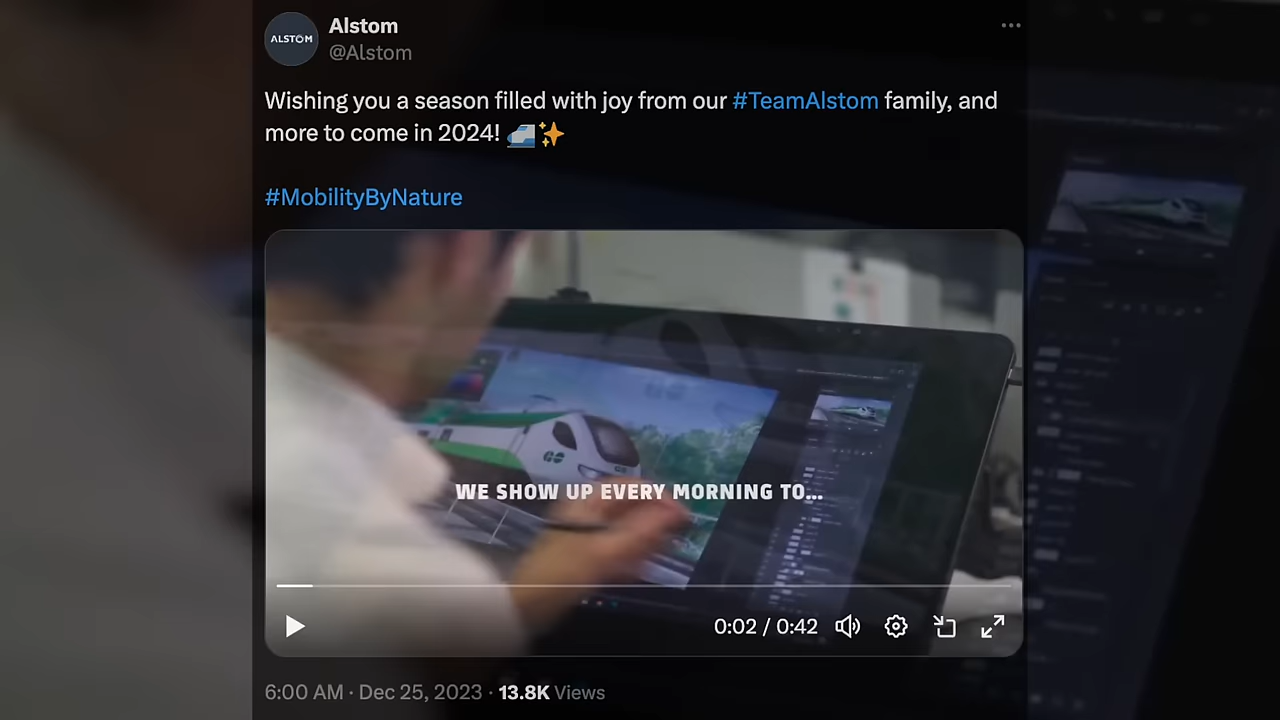 ALSTOM
Alstom
@Alstom
Wishing you a season filled with joy from our #TeamAlstom family, and
more to come in 2024!
#MobilityByNature
GO
WE SHOW UP EVERY MORNING TO...
0:02 / 0:42
6:00 AM · Dec 25, 2023 · 13.8K Views